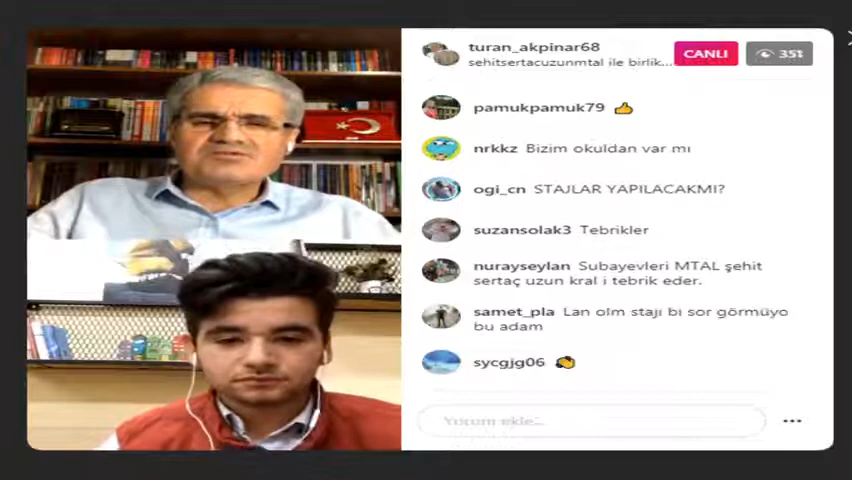 turan_akpinar68
sehitsertacuzunmtal ile birlik...
CANLI
351
pamukpamuk79
nrkkz Bizim okuldan var mı
ogi_cn STAJLAR YAPILACAKMI?
suzansolak3 Tebrikler
nurayseylan Subayevleri MTAL şehit
sertaç uzun kral i tebrik eder.
samet_pla Lan olm stajı bi sor görmüyo
bu adam
sycgjg06
Yorum ekle...